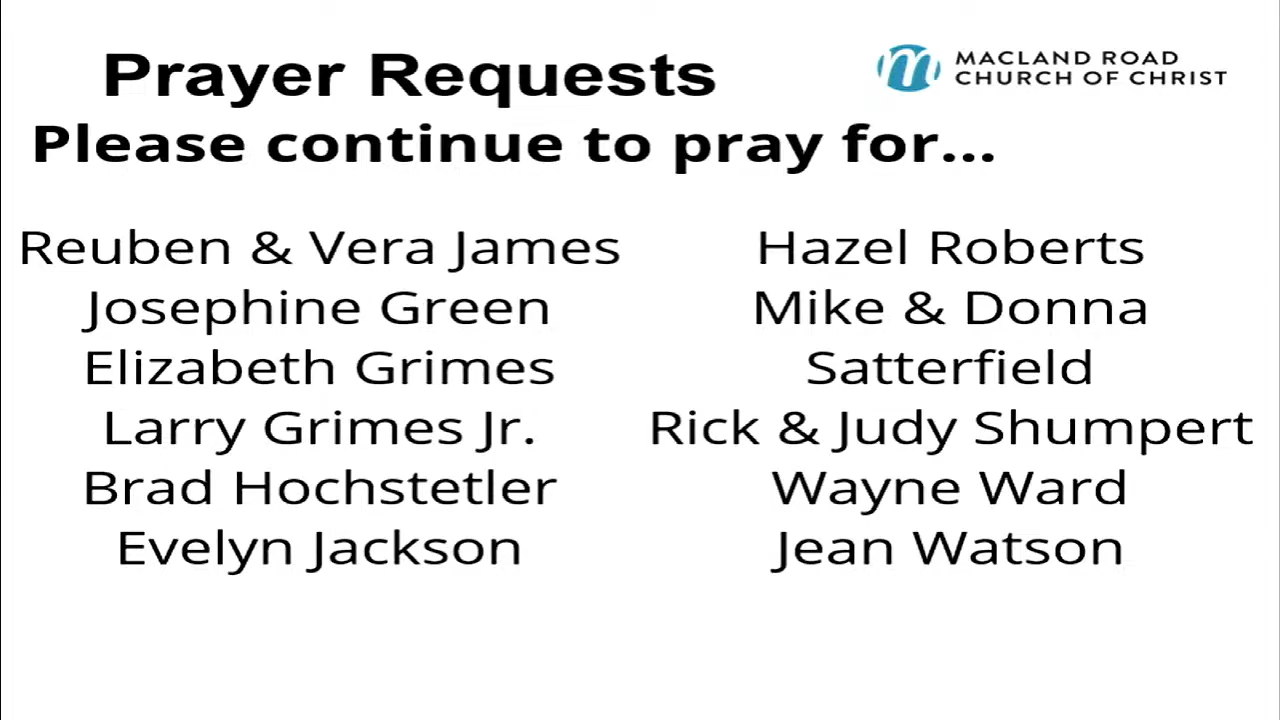 Prayer Requests
MACLAND ROAD
CHURCH OF CHRIST
Please continue to pray for...
Reuben & Vera James
Josephine Green
Elizabeth Grimes
Larry Grimes Jr.
Brad Hochstetler
Evelyn Jackson
Hazel Roberts
Mike & Donna
Satterfield
Rick & Judy Shumpert
Wayne Ward
Jean Watson